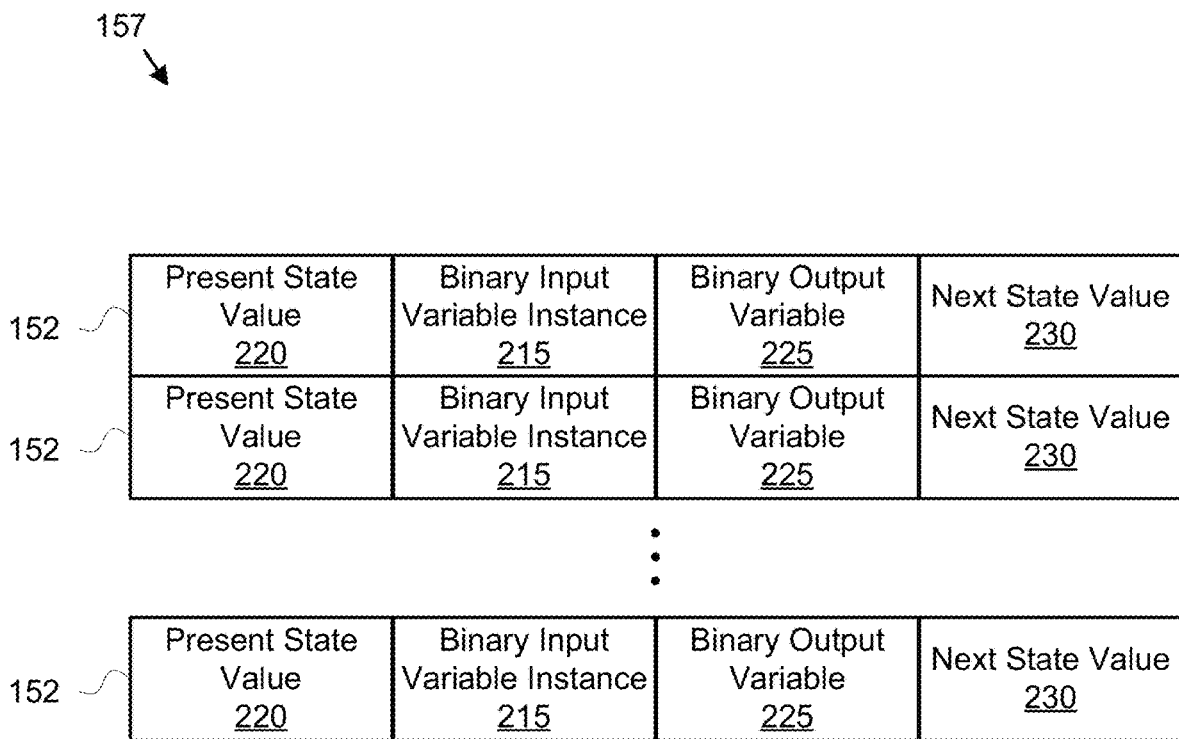 157
152
Present State
Value
220
Binary Input
Variable Instance
215
Binary Output
Variable
225
Next State Value
230
152
Present State
Value
220
Binary Input
Variable Instance
215
Binary Output
Variable
225
Next State Value
230
152
Present State
Value
220
Binary Input
Variable Instance
215
Binary Output
Variable
225
Next State Value
230